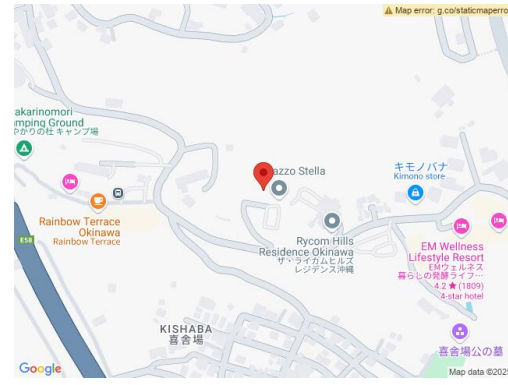 Map error: g.co/staticmaperro
akarinomori
mping Ground
やかりの杜 キャンプ場
Rainbow Terrace
Okinawa
Rainbow Terrace
E58
azzo Stella
キモノバナ
Kimono store
Rycom Hills
Residence Okinawa
ザ・ライカムヒルズ
レジデンス沖縄
EM Wellness
Lifestyle Resort
EMウェルネス
暮らしの発酵ライフ…
4.2 ★ (1809)
4-star hotel
KISHABA
喜舎場
喜舎場公の墓
Google
Map data ©2025